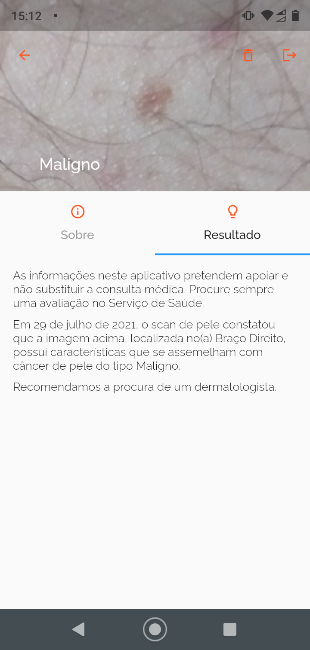 15:12
Maligno
Sobre
Resultado
As informações neste aplicativo pretendem apoiar e
não substituir a consulta médica. Procure sempre
uma avaliação no Serviço de Saúde.
Em 29 de julho de 2021, o scan de pele constatou
que a imagem acima, localizada no(a) Braço Direito,
possui características que se assemelham com
câncer de pele do tipo Maligno.
Recomendamos a procura de um dermatologista.